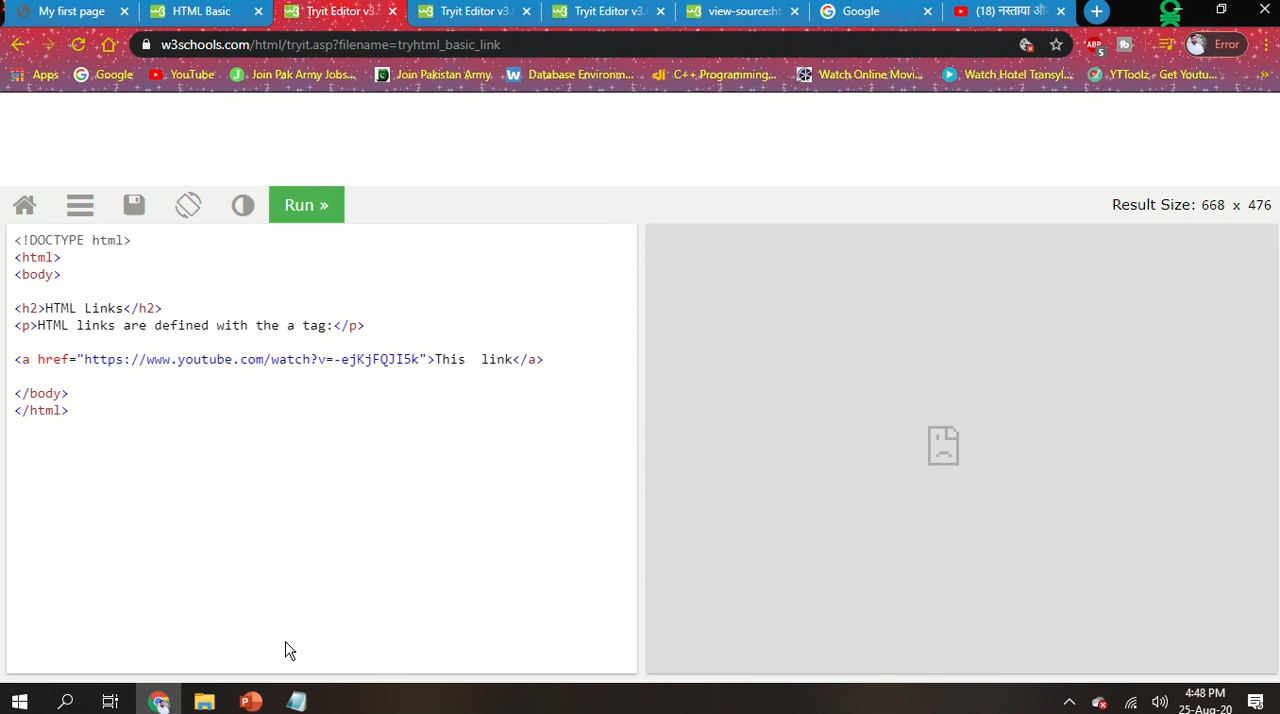 My first page
HTML Basic
Tryit Editor v3.
Tryit Editor v3.
Tryit Editor v3.
view-source:ht
Google
(18) नस्ताया औ
w3schools.com/html/tryit.asp?filename=tryhtml_basic_link
ABP
5
tb
Error
Apps
Google
YouTube
Join Pak Army Jobs...
Join Pakistan Army.
Database Environm...
C++ Programming,...
Watch Online Movi...
Watch Hotel Transyl...
YTToolz - Get Youtu...
Run »
Result Size: 668 x 476
<!DOCTYPE html>
<html>
<body>
<h2>HTML Links</h2>
<p>HTML links are defined with the a tag:</p>
<a href="https://www.youtube.com/watch?v=-ejKjFQJI5k">This  link</a>
</body>
</html>
4:48 PM
25-Aug-20